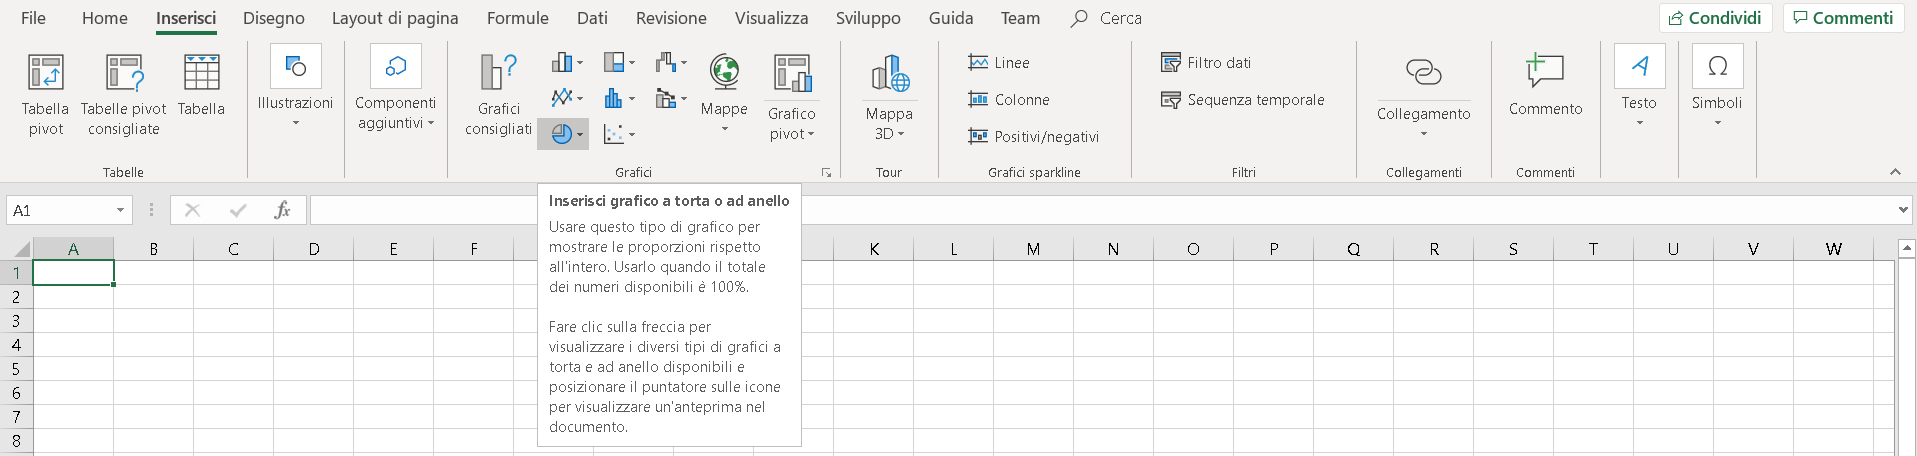 File Home Inserisci Disegno Layout di pagina Formule Dati Revisione Visualizza Sviluppo Guida Team Cerca Condividi Commenti
Tabella pivot
Tabelle pivot consigliate
Tabella
Illustrazioni
Componenti aggiuntivi
Grafici consigliati
Mappe
Grafico pivot
Mappa 3D
Linee
Colonne
Positivi/negativi
Filtro dati
Sequenza temporale
Collegamento
Commento
Testo
Simboli
Tabelle Grafici Tour Grafici sparkline Filtri Collegamenti Commenti
A1 fx
A B C D E F K L M N O P Q R S T U V W
1
2
3
4
5
6
7
8
Inserisci grafico a torta o ad anello
Usare questo tipo di grafico per
mostrare le proporzioni rispetto
all'intero. Usarlo quando il totale
dei numeri disponibili è 100%.
Fare clic sulla freccia per
visualizzare i diversi tipi di grafici a
torta e ad anello disponibili e
posizionare il puntatore sulle icone
per visualizzare un'anteprima nel
documento.